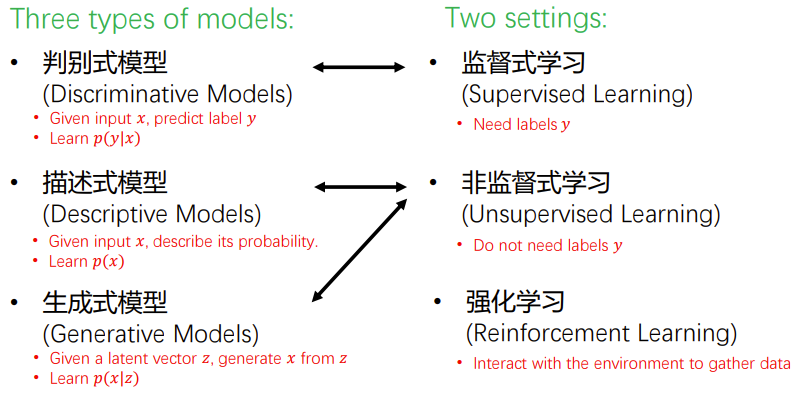 Three types of models:
• 判别式模型
(Discriminative Models)
• Given input x, predict label y
• Learn p(y|x)
• 描述式模型
(Descriptive Models)
• Given input x, describe its probability.
• Learn p(x)
• 生成式模型
(Generative Models)
• Given a latent vector z, generate x from z
• Learn p(x|z)
Two settings:
• 监督式学习
(Supervised Learning)
• Need labels y
• 非监督式学习
(Unsupervised Learning)
• Do not need labels y
• 强化学习
(Reinforcement Learning)
• Interact with the environment to gather data